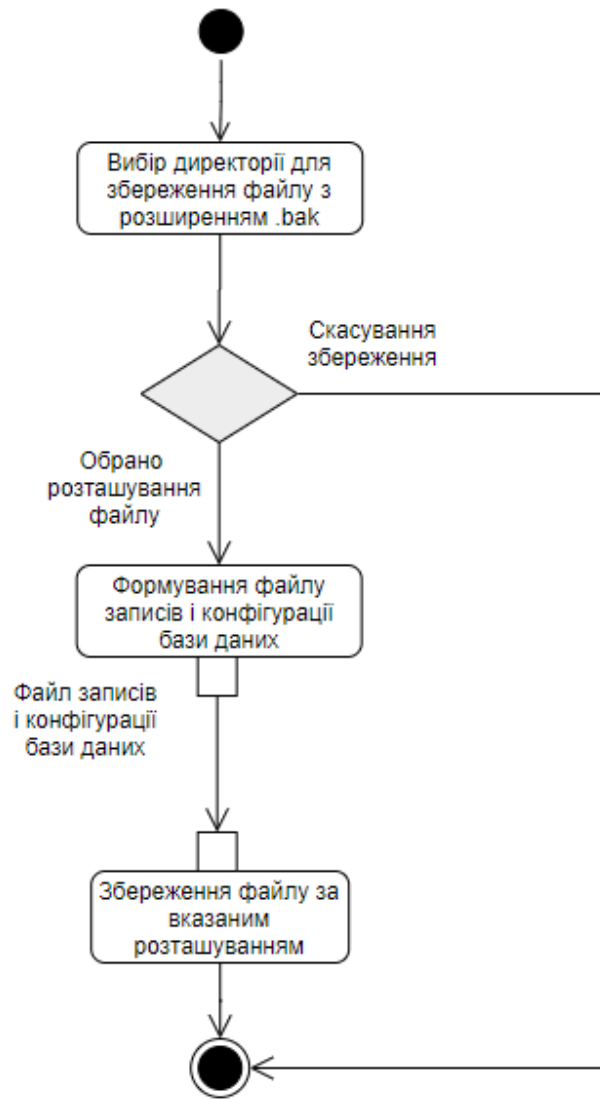 Вибір директорії для
збереження файлу з
розширенням .bak
Скасування
збереження
Обрано
розташування
файлу
Формування файлу
записів і конфігурації
бази даних
Файл записів
і конфігурації
бази даних
Збереження файлу за
вказаним
розташуванням